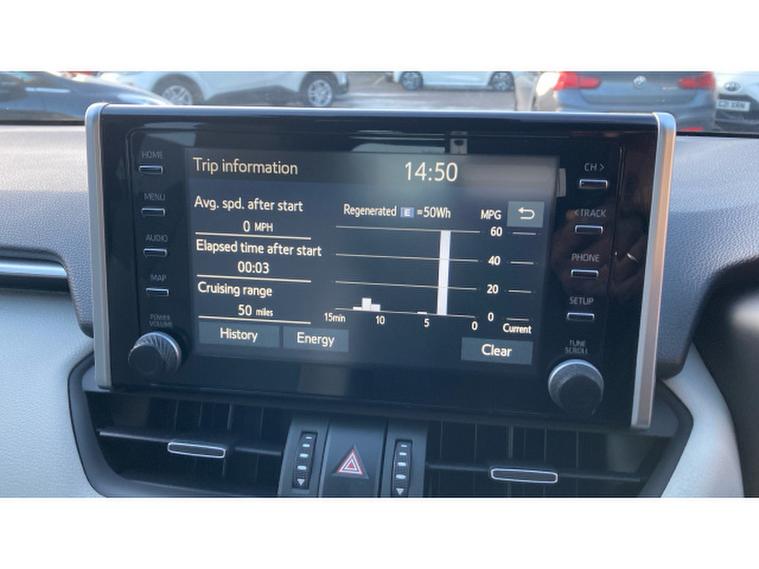 HOME
MENU
AUDIO
MAP
POWER
VOLUME
Trip information 14:50
Avg. spd. after start
0 MPH
Elapsed time after start
00:03
Cruising range
50 miles
Regenerated E =50Wh MPG
60
40
20
0
15min 10 5 0 Current
History Energy Clear
CH >
< TRACK
PHONE
SETUP
TUNE
SCROLL